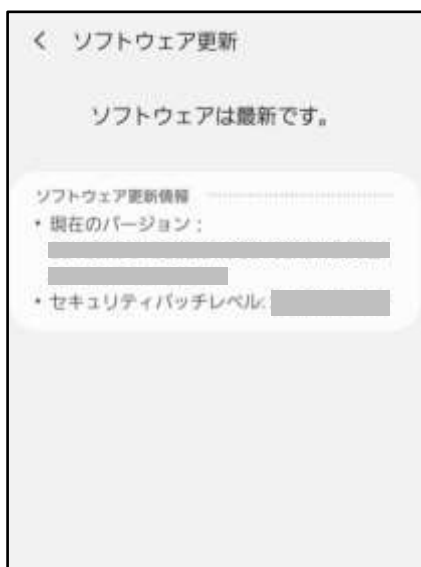 ソフトウェア更新
ソフトウェアは最新です。
ソフトウェア更新情報
・現在のバージョン：
・セキュリティパッチレベル: